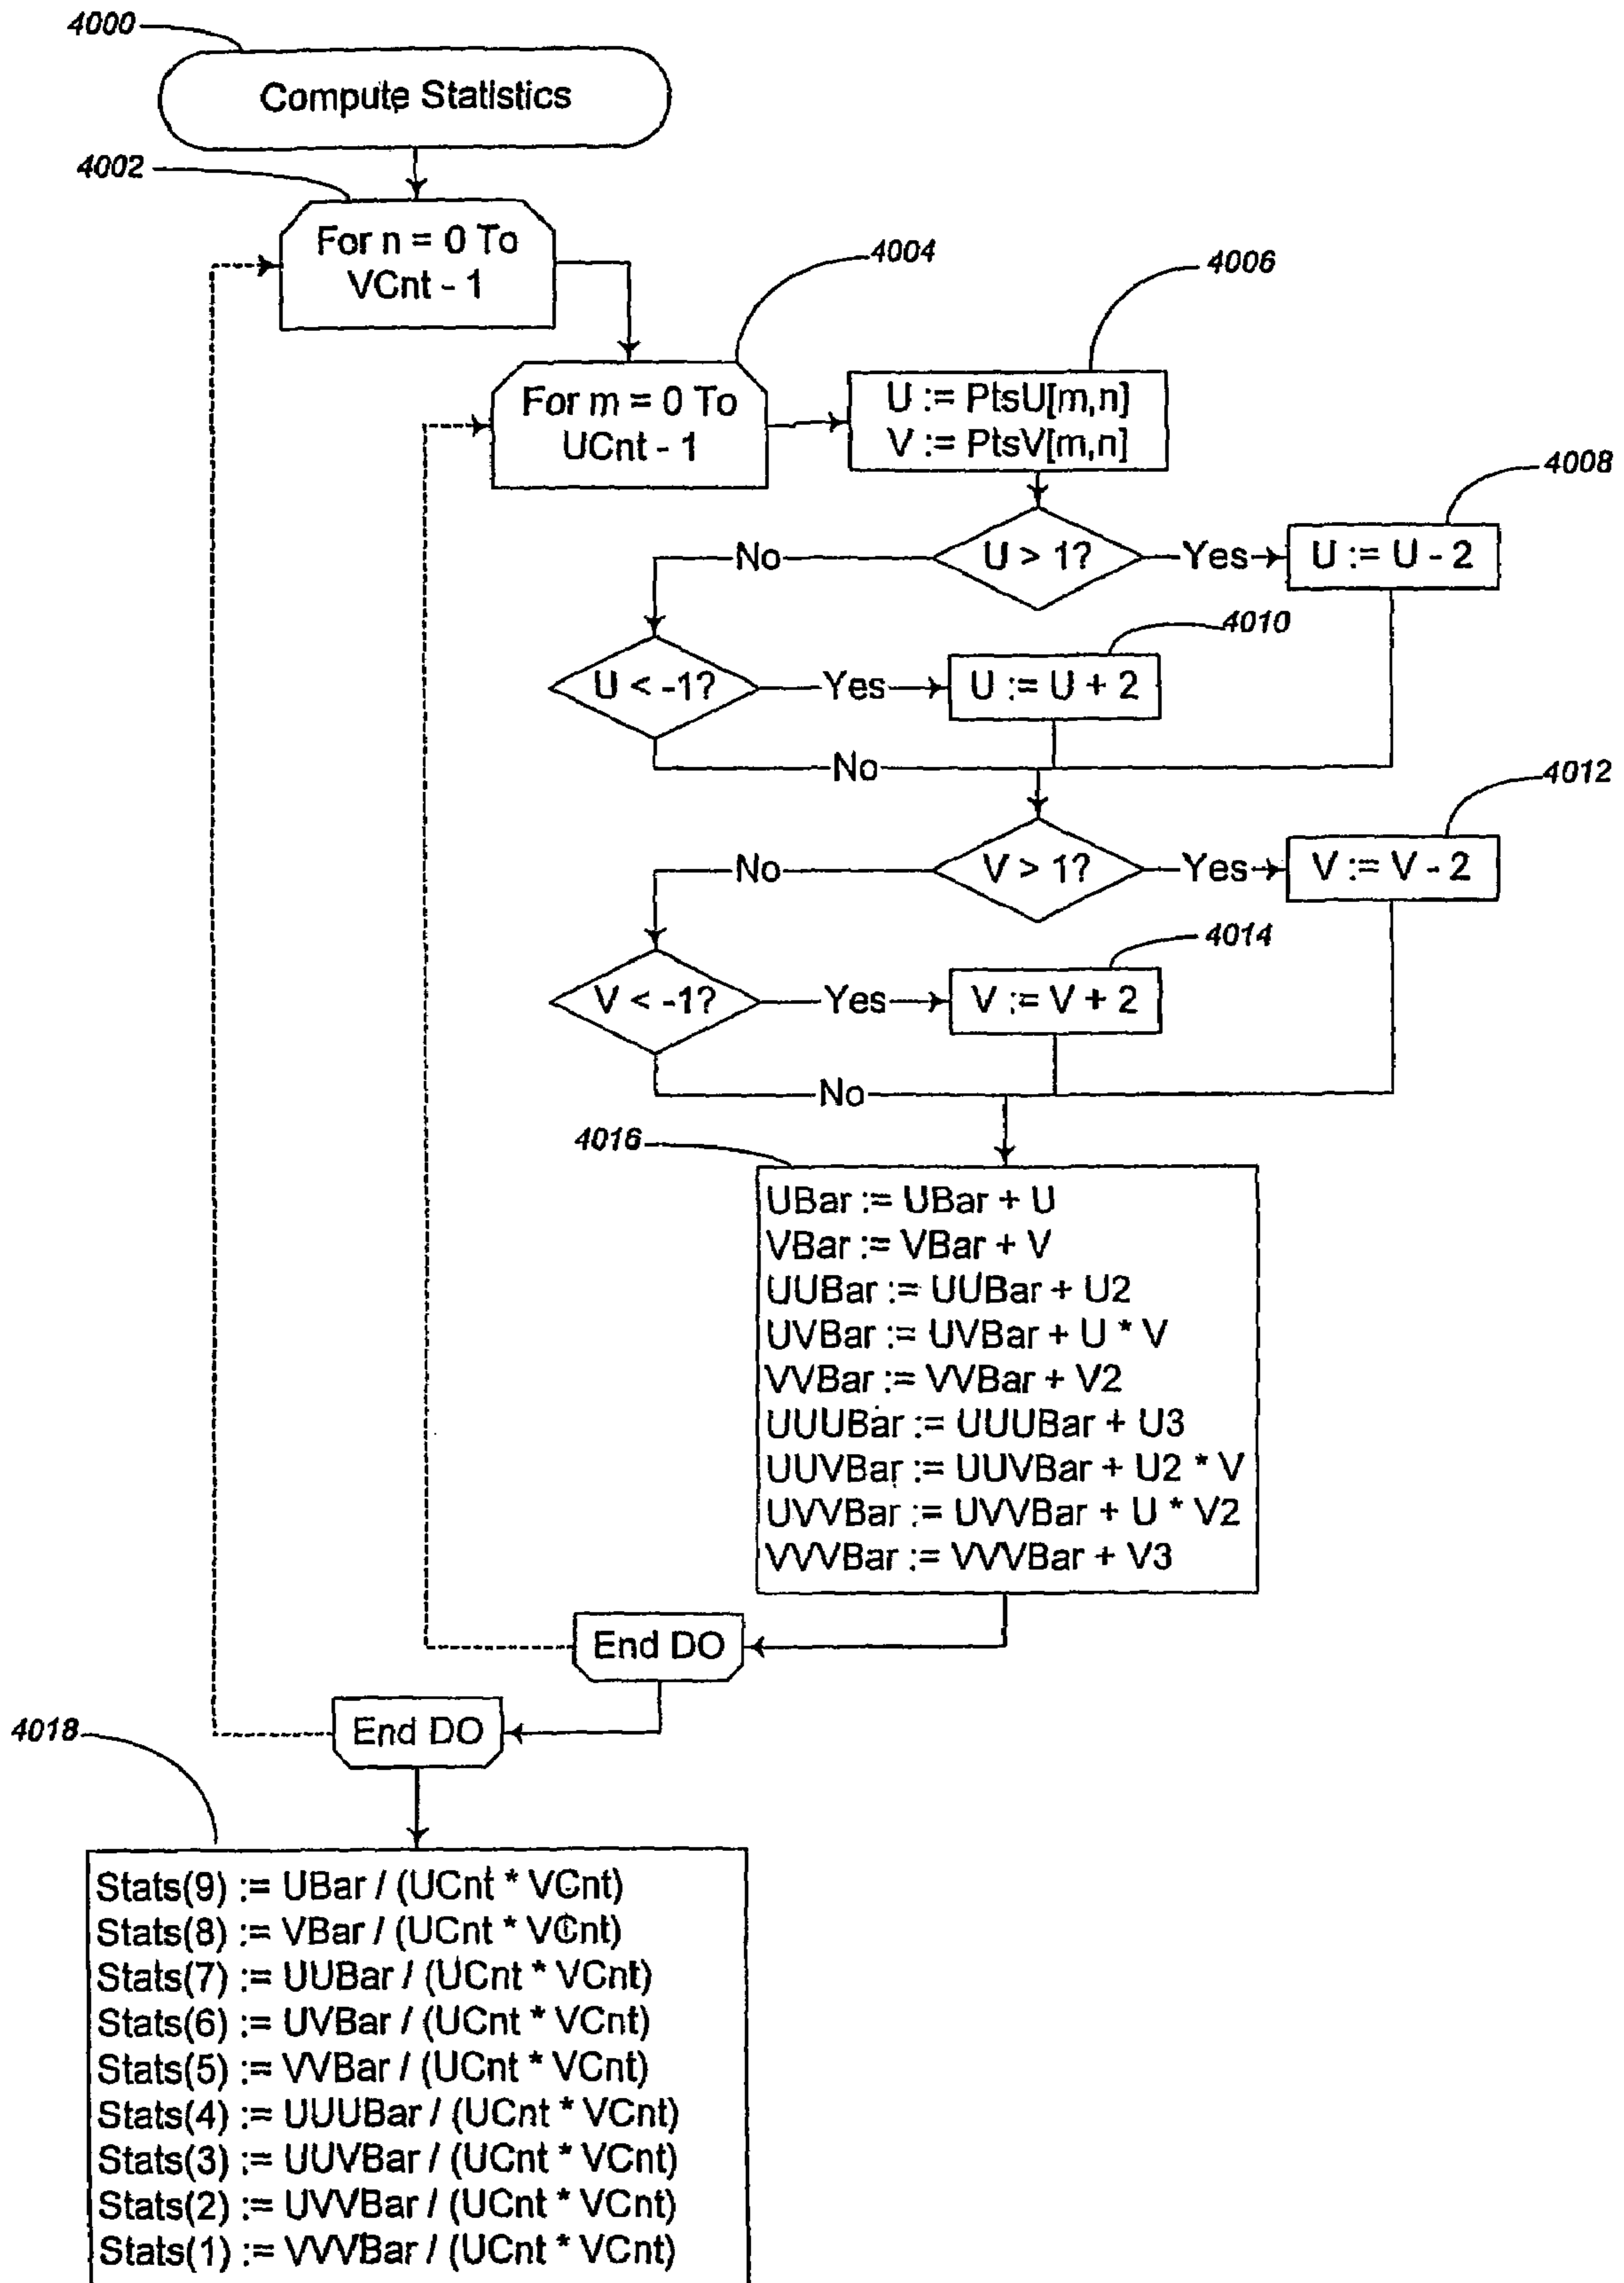 4000
Compute Statistics
4002
For n = 0 To
VCnt - 1
4004
For m = 0 To
UCnt - 1
4006
U := PtsU[m,n]
V := PtsV[m,n]
U > 1?
Yes
4008
U := U - 2
No
U < -1?
Yes
4010
U := U + 2
No
V > 1?
Yes
4012
V := V - 2
No
V < -1?
Yes
4014
V := V + 2
No
4016
UBar := UBar + U
VBar := VBar + V
UUBar := UUBar + U2
UVBar := UVBar + U * V
VVBar := VVBar + V2
UUUBar := UUUBar + U3
UUVBar := UUVBar + U2 * V
UVVBar := UVVBar + U * V2
VVVBar := VVVBar + V3
End DO
End DO
4018
Stats(9) := UBar / (UCnt * VCnt)
Stats(8) := VBar / (UCnt * VCnt)
Stats(7) := UUBar / (UCnt * VCnt)
Stats(6) := UVBar / (UCnt * VCnt)
Stats(5) := VVBar / (UCnt * VCnt)
Stats(4) := UUUBar / (UCnt * VCnt)
Stats(3) := UUVBar / (UCnt * VCnt)
Stats(2) := UVVBar / (UCnt * VCnt)
Stats(1) := VVVBar / (UCnt * VCnt)